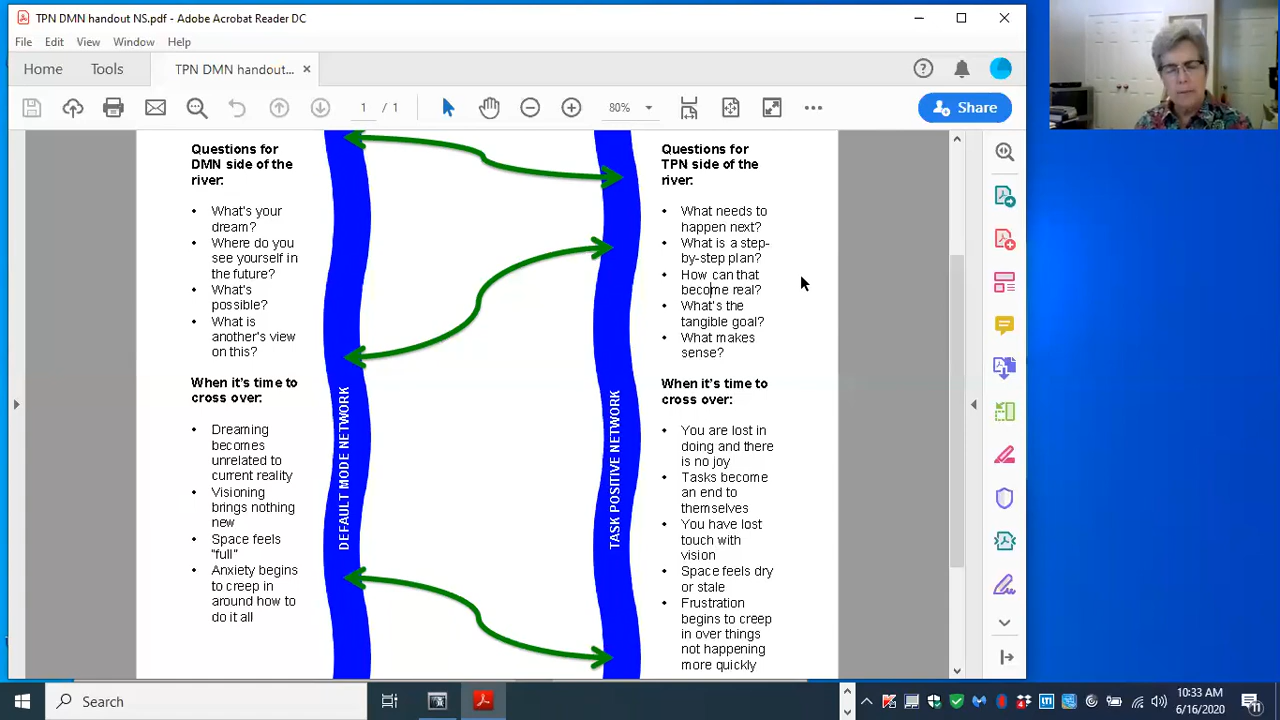 TPN DMN handout NS.pdf - Adobe Acrobat Reader DC
File Edit View Window Help
Home Tools TPN DMN handout...
1 / 1 80% Share
Questions for
DMN side of the
river:
• What's your
dream?
• Where do you
see yourself in
the future?
• What's
possible?
• What is
another's view
on this?
When it's time to
cross over:
• Dreaming
becomes
unrelated to
current reality
• Visioning
brings nothing
new
• Space feels
"full"
• Anxiety begins
to creep in
around how to
do it all
DEFAULT MODE NETWORK
TASK POSITIVE NETWORK
Questions for
TPN side of the
river:
• What needs to
happen next?
• What is a step-
by-step plan?
• How can that
become real?
• What's the
tangible goal?
• What makes
sense?
When it's time to
cross over:
• You are lost in
doing and there
is no joy
• Tasks become
an end to
themselves
• You have lost
touch with
vision
• Space feels dry
or stale
• Frustration
begins to creep
in over things
not happening
more quickly
Search
10:33 AM
6/16/2020
11